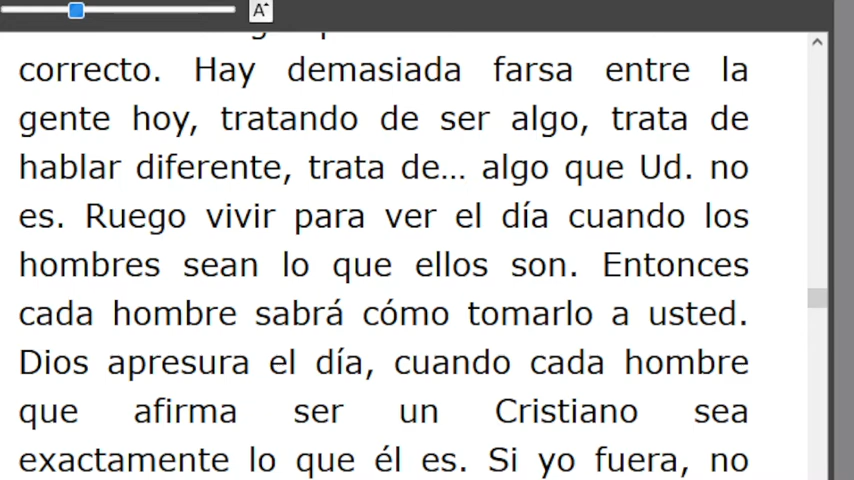 A
correcto. Hay demasiada farsa entre la
gente hoy, tratando de ser algo, trata de
hablar diferente, trata de... algo que Ud. no
es. Ruego vivir para ver el día cuando los
hombres sean lo que ellos son. Entonces
cada hombre sabrá cómo tomarlo a usted.
Dios apresura el día, cuando cada hombre
que afirma ser un Cristiano sea
exactamente lo que él es. Si yo fuera, no